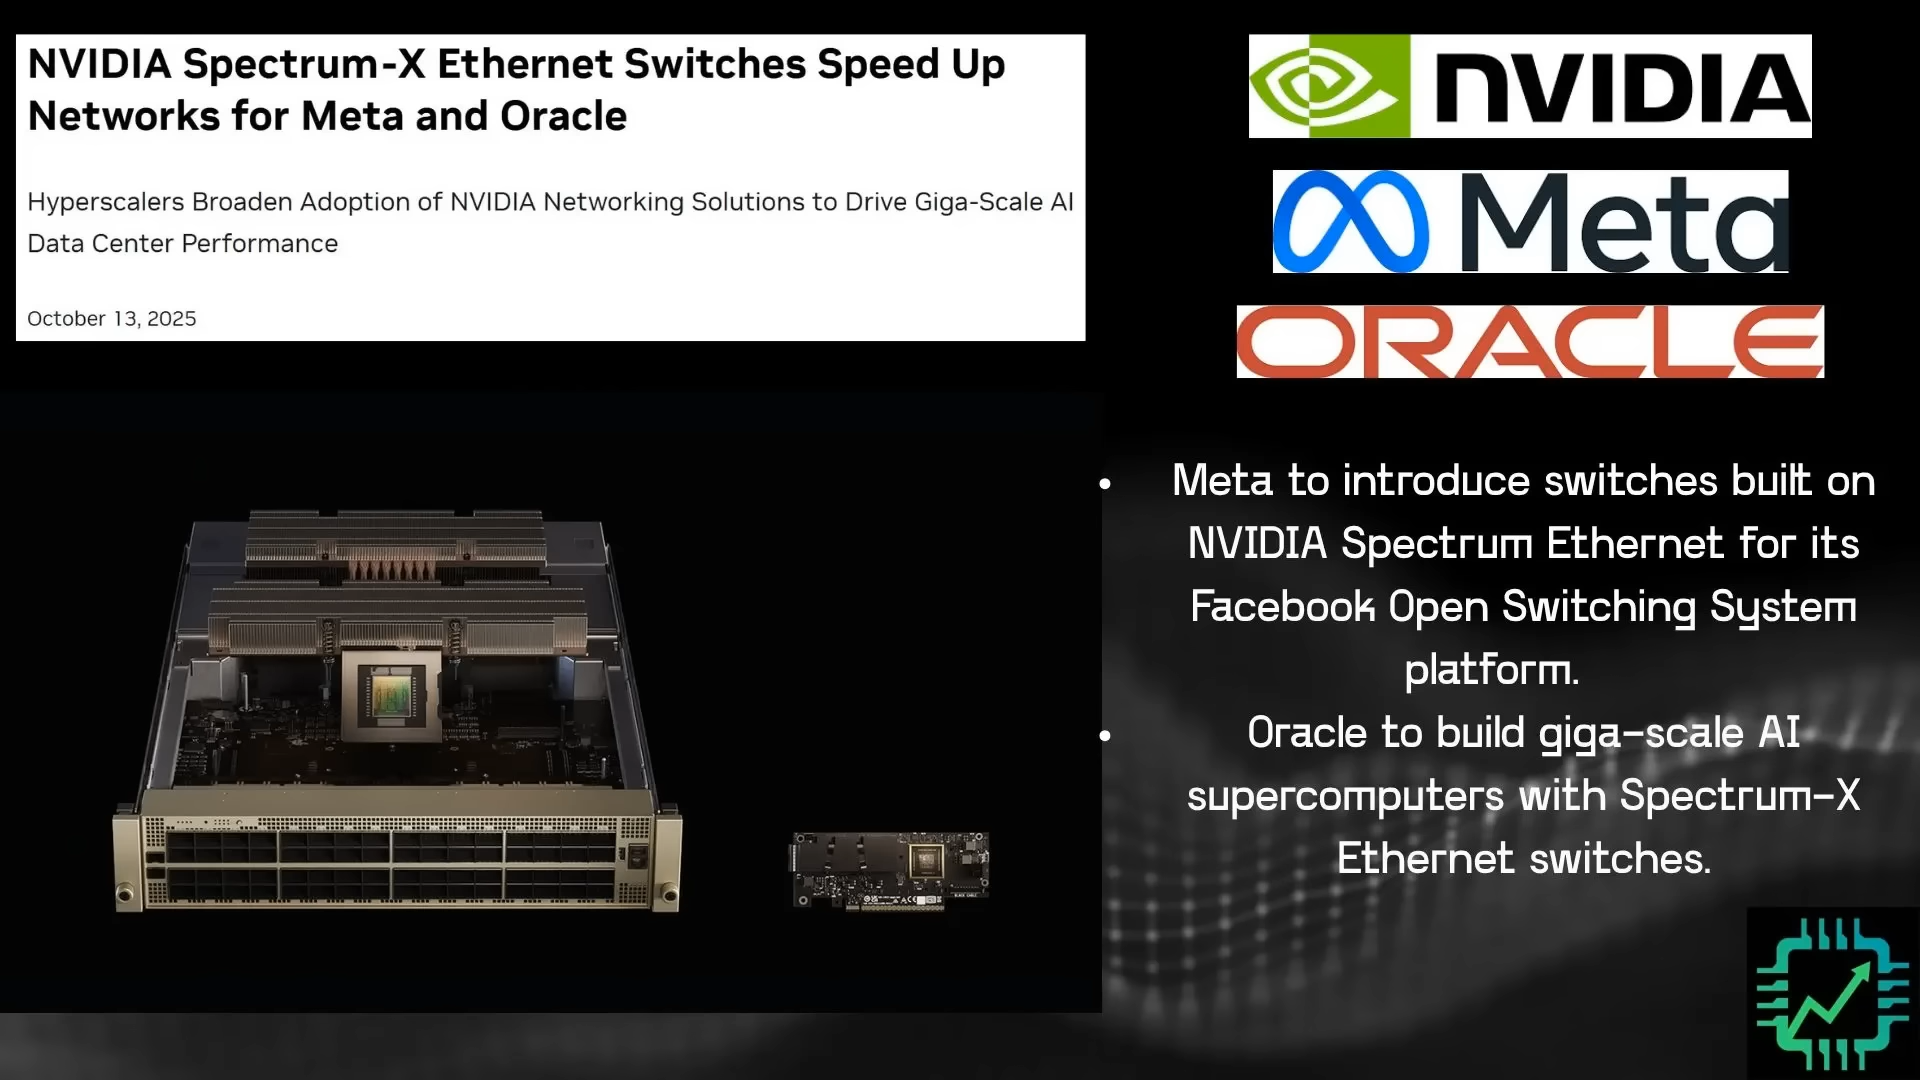 NVIDIA Spectrum-X Ethernet Switches Speed Up
Networks for Meta and Oracle
Hyperscalers Broaden Adoption of NVIDIA Networking Solutions to Drive Giga-Scale AI
Data Center Performance
October 13, 2025
NVIDIA
Meta
ORACLE
• Meta to introduce switches built on
NVIDIA Spectrum Ethernet for its
Facebook Open Switching System
platform.
• Oracle to build giga-scale AI
supercomputers with Spectrum-X
Ethernet switches.